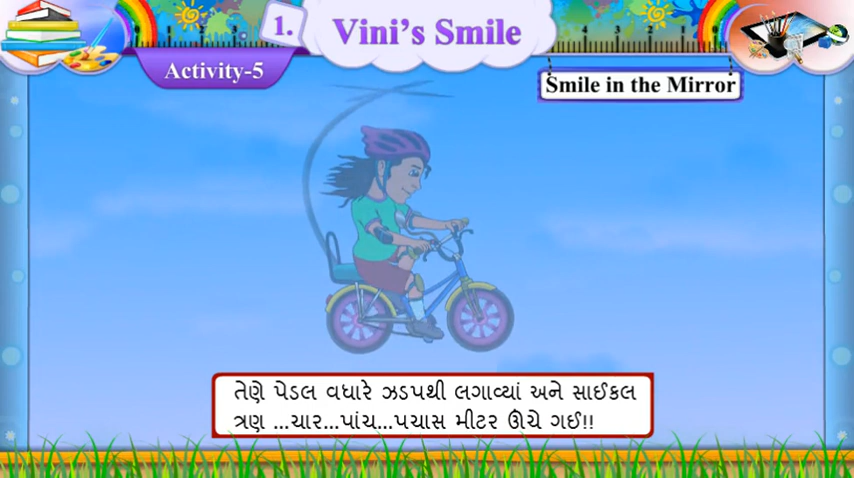 1.
Vini's Smile
Activity-5
Smile in the Mirror
તેણે પેડલ વધારે ઝડપથી લગાવ્યાં અને સાઈકલ
ત્રણ ...ચાર...પાંચ...પચાસ મીટર ઊંચે ગઈ!!